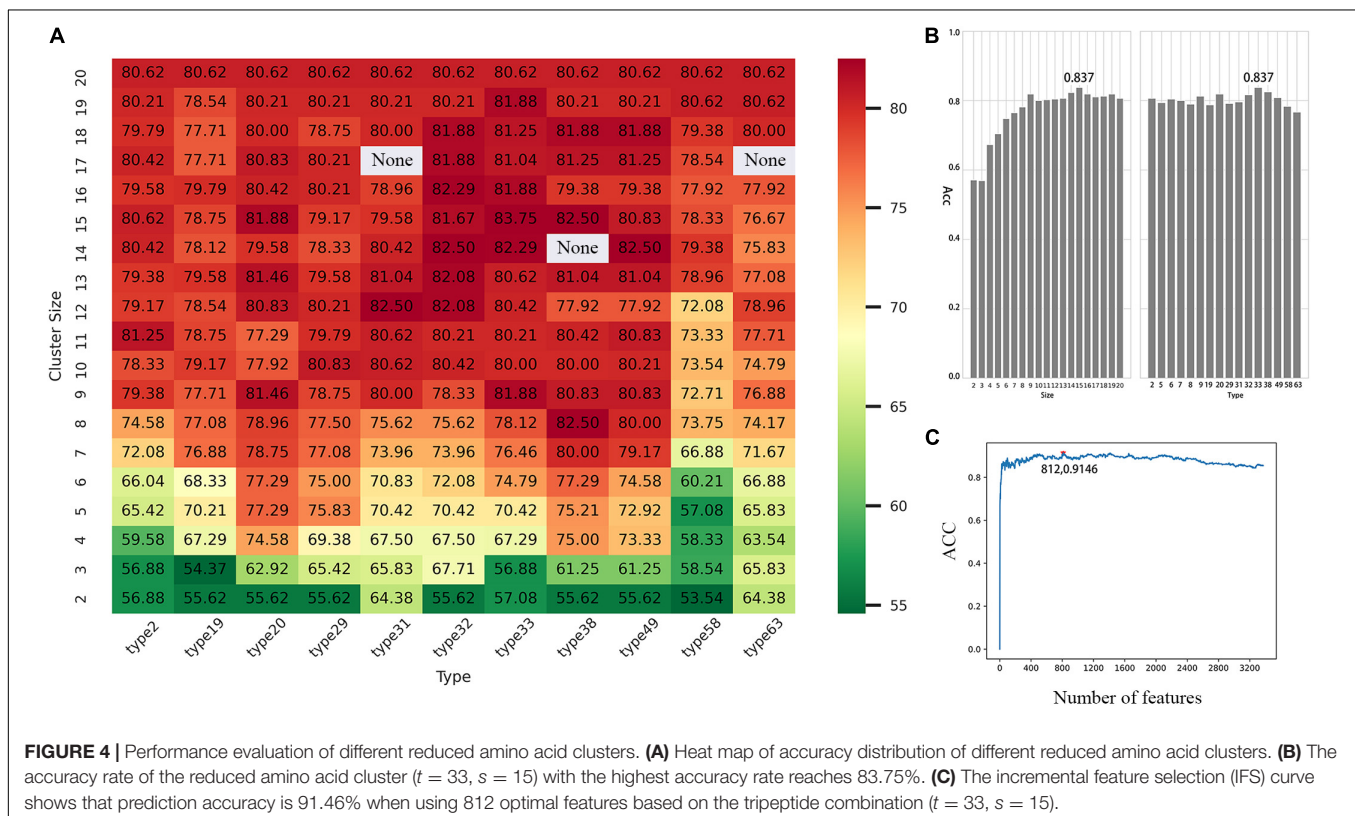 A
20 80.62 80.62 80.62 80.62 80.62 80.62 80.62 80.62 80.62 80.62 80.62
19 80.21 78.54 80.21 80.21 80.21 80.21 81.88 80.21 80.21 80.62 80.62
18 79.79 77.71 80.00 78.75 80.00 81.88 81.25 81.88 81.88 79.38 80.00
17 80.42 77.71 80.83 80.21 None 81.88 81.04 81.25 81.25 78.54 None
16 79.58 79.79 80.42 80.21 78.96 82.29 81.88 79.38 79.38 77.92 77.92
15 80.62 78.75 81.88 79.17 79.58 81.67 83.75 82.50 80.83 78.33 76.67
14 80.42 78.12 79.58 78.33 80.42 82.50 82.29 None 82.50 79.38 75.83
13 79.38 79.58 81.46 79.58 81.04 82.08 80.62 81.04 81.04 78.96 77.08
12 79.17 78.54 80.83 80.21 82.50 82.08 80.42 77.92 77.92 72.08 78.96
11 81.25 78.75 77.29 79.79 80.62 80.21 80.21 80.42 80.83 73.33 77.71
10 78.33 79.17 77.92 80.83 80.62 80.42 80.00 80.00 80.21 73.54 74.79
9 79.38 77.71 81.46 78.75 80.00 78.33 81.88 80.83 80.83 72.71 76.88
8 74.58 77.08 78.96 77.50 75.62 75.62 78.12 82.50 80.00 73.75 74.17
7 72.08 76.88 78.75 77.08 73.96 73.96 76.46 80.00 79.17 66.88 71.67
6 66.04 68.33 77.29 75.00 70.83 72.08 74.79 77.29 74.58 60.21 66.88
5 65.42 70.21 77.29 75.83 70.42 70.42 70.42 75.21 72.92 57.08 65.83
4 59.58 67.29 74.58 69.38 67.50 67.50 67.29 75.00 73.33 58.33 63.54
3 56.88 54.37 62.92 65.42 65.83 67.71 56.88 61.25 61.25 58.54 65.83
2 56.88 55.62 55.62 55.62 64.38 55.62 57.08 55.62 55.62 53.54 64.38
Cluster Size
type2 type19 type20 type29 type31 type32 type33 type38 type49 type58 type63
Type
80
75
70
65
60
55
B
1.0
0.8
0.6
0.4
0.2
0.0
Acc
0.837
0.837
2 3 4 5 6 7 8 9 10 11 12 13 14 15 16 17 18 19 20
Size
2 5 6 7 8 9 19 20 29 31 32 33 38 49 58 63
Type
C
0.8
0.6
0.4
0.2
0.0
ACC
812,0.9146
0 400 800 1200 1600 2000 2400 2800 3200
Number of features
FIGURE 4 | Performance evaluation of different reduced amino acid clusters. (A) Heat map of accuracy distribution of different reduced amino acid clusters. (B) The
accuracy rate of the reduced amino acid cluster (t = 33, s = 15) with the highest accuracy rate reaches 83.75%. (C) The incremental feature selection (IFS) curve
shows that prediction accuracy is 91.46% when using 812 optimal features based on the tripeptide combination (t = 33, s = 15).